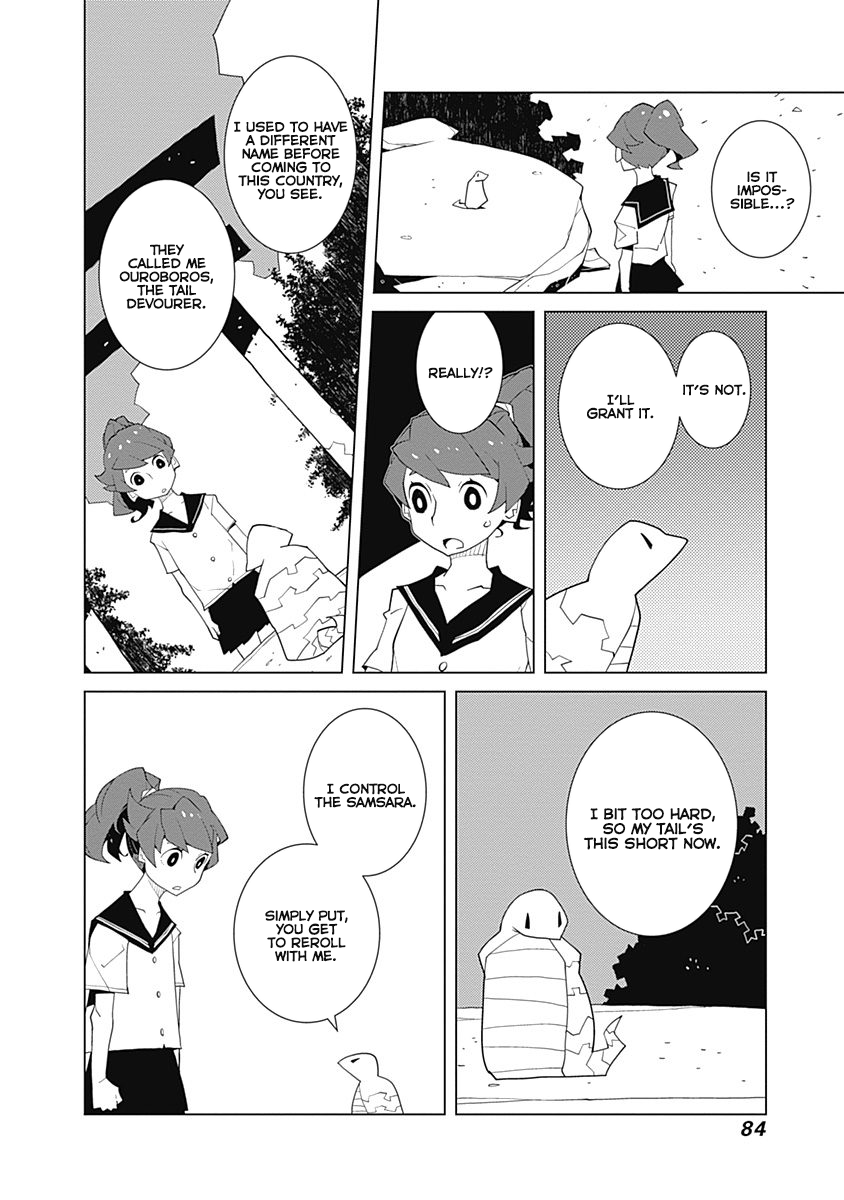 IS IT
IMPOS-
SIBLE...?
IT'S NOT.
I'LL
GRANT IT.
REALLY!?
I USED TO HAVE
A DIFFERENT
NAME BEFORE
COMING TO
THIS COUNTRY,
YOU SEE.
THEY
CALLED ME
OUROBOROS,
THE TAIL
DEVOURER.
I BIT TOO HARD,
SO MY TAIL'S
THIS SHORT NOW.
I CONTROL
THE SAMSARA.
SIMPLY PUT,
YOU GET
TO REROLL
WITH ME.
84